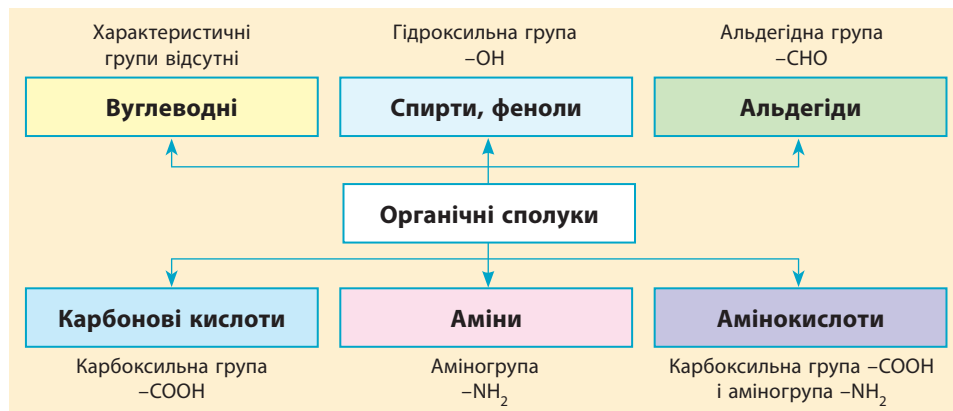 Характеристичні
групи відсутні
Вуглеводні
Гідроксильна група
–OH
Спирти, феноли
Альдегідна група
–CHO
Альдегіди
Органічні сполуки
Карбонові кислоти
Карбоксильна група
–COOH
Аміни
Аміногрупа
–NH₂
Амінокислоти
Карбоксильна група –COOH
і аміногрупа –NH₂